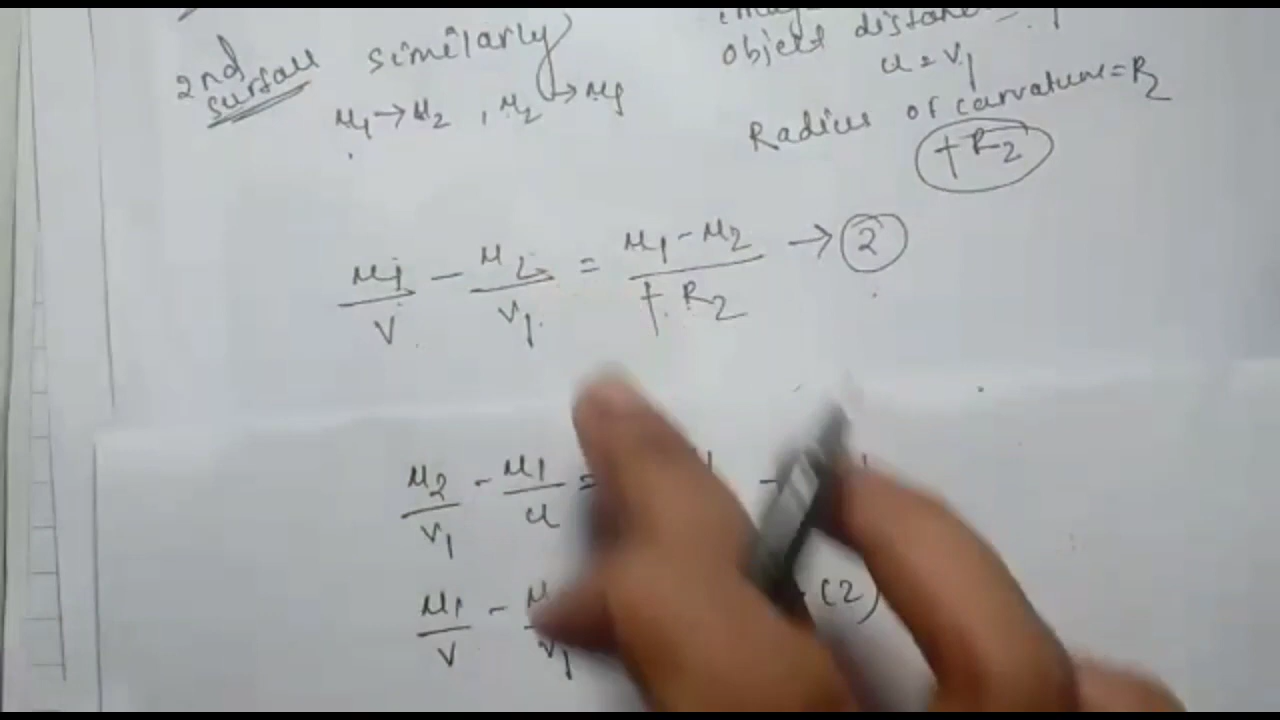 2nd surface similarly
μ1 → μ2 , μ2 → μ1
object distance
u = v1
Radius of curvature = R2
+R2
μ1/v - μ2/v1 = (μ1 - μ2)/(+R2) → (2)
μ2/v1 - μ1/u =
μ1/v - μ
v1
(2)